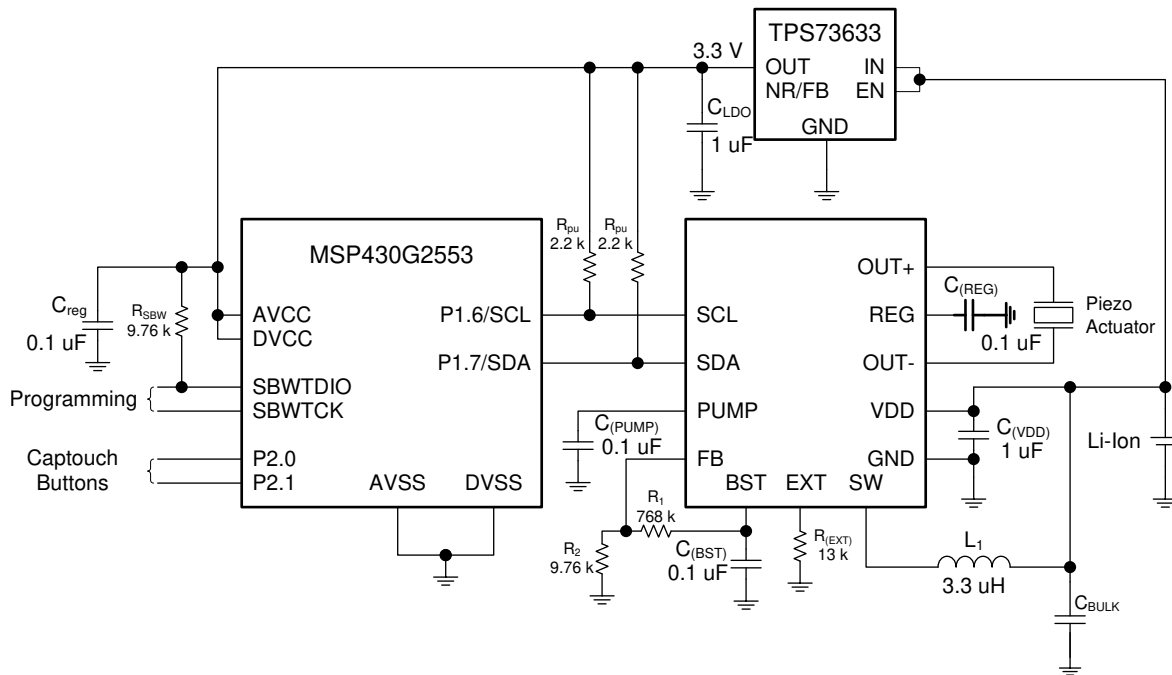 TPS73633
3.3 V
OUT
IN
NR/FB
EN
GND
CLDO
1 uF
Rpu
2.2 k
Rpu
2.2 k
MSP430G2553
Creg
0.1 uF
RSBW
9.76 k
AVCC
DVCC
P1.6/SCL
P1.7/SDA
Programming
SBWTDIO
SBWTCK
Captouch
Buttons
P2.0
P2.1
AVSS
DVSS
SCL
SDA
PUMP
FB
BST
EXT
SW
OUT+
REG
OUT-
VDD
GND
C(REG)
0.1 uF
Piezo
Actuator
C(PUMP)
0.1 uF
C(VDD)
1 uF
Li-Ion
R1
768 k
R2
9.76 k
C(BST)
0.1 uF
R(EXT)
13 k
L1
3.3 uH
CBULK